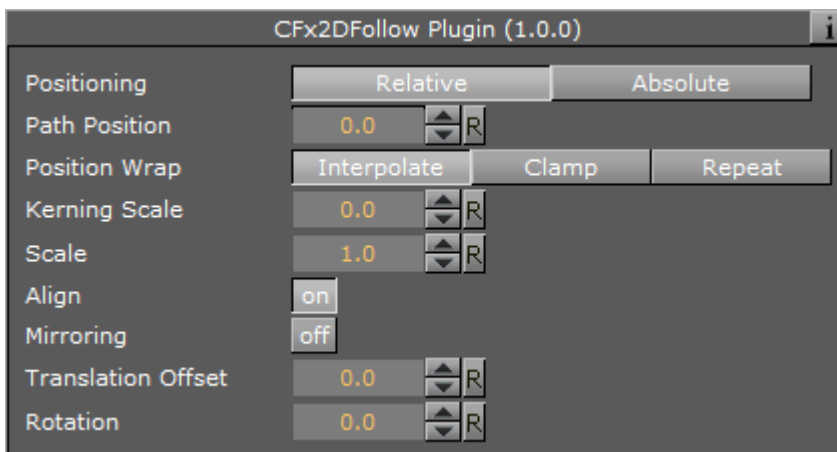 CFx2DFollow Plugin (1.0.0) i
Positioning Relative Absolute
Path Position 0.0 R
Position Wrap Interpolate Clamp Repeat
Kerning Scale 0.0 R
Scale 1.0 R
Align on
Mirroring off
Translation Offset 0.0 R
Rotation 0.0 R